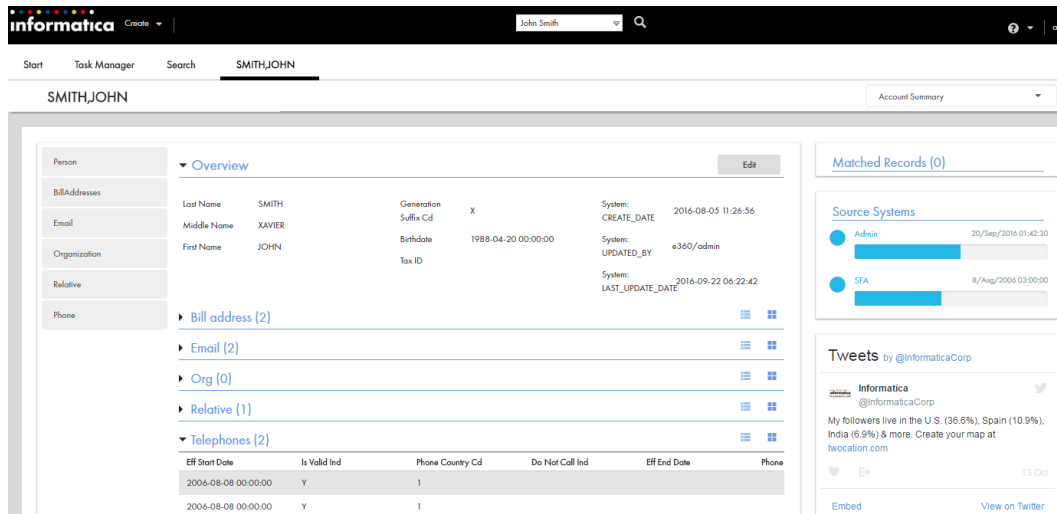 informatica Create John Smith
Start Task Manager Search SMITH,JOHN
SMITH,JOHN Account Summary
Person
BillAddresses
Email
Organization
Relative
Phone
Overview Edit
Last Name SMITH
Middle Name XAVIER
First Name JOHN
Generation
Suffix Cd X
Birthdate 1988-04-20 00:00:00
Tax ID
System:
CREATE_DATE 2016-08-05 11:26:56
System:
UPDATED_BY e360/admin
System:
LAST_UPDATE_DATE 2016-09-22 06:22:42
Bill address (2)
Email (2)
Org (0)
Relative (1)
Telephones (2)
Eff Start Date Is Valid Ind Phone Country Cd Do Not Call Ind Eff End Date Phone
2006-08-08 00:00:00 Y 1
2006-08-08 00:00:00 Y 1
Matched Records (0)
Source Systems
Admin 20/Sep/2016 01:42:30
SFA 8/Aug/2006 03:00:00
Tweets by @InformaticaCorp
Informatica
@InformaticaCorp
My followers live in the U.S. (36.6%), Spain (10.9%),
India (6.9%) & more. Create your map at
twocation.com
13 Oct
Embed View on Twitter